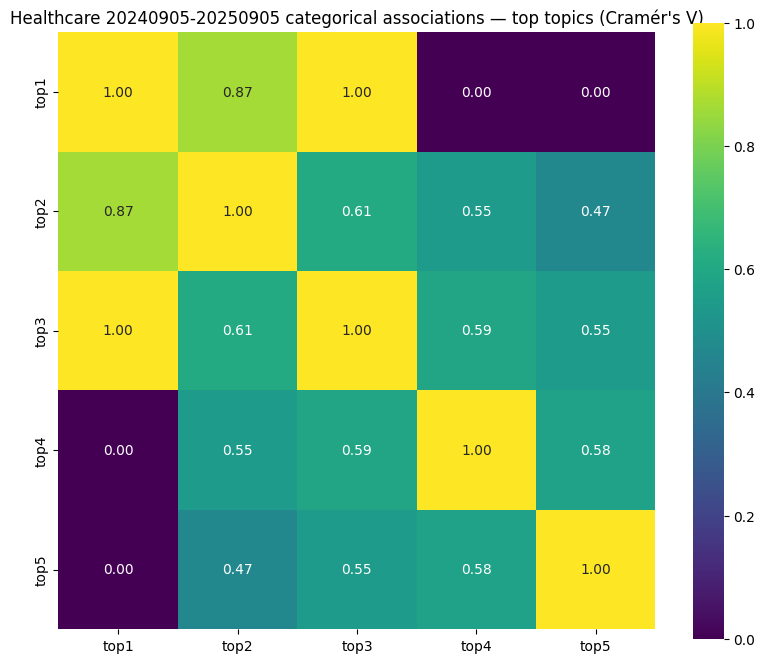 Healthcare 20240905-20250905 categorical associations — top topics (Cramér's V)
top1 1.00 0.87 1.00 0.00 0.00
top2 0.87 1.00 0.61 0.55 0.47
top3 1.00 0.61 1.00 0.59 0.55
top4 0.00 0.55 0.59 1.00 0.58
top5 0.00 0.47 0.55 0.58 1.00
top1 top2 top3 top4 top5
1.0
0.8
0.6
0.4
0.2
0.0